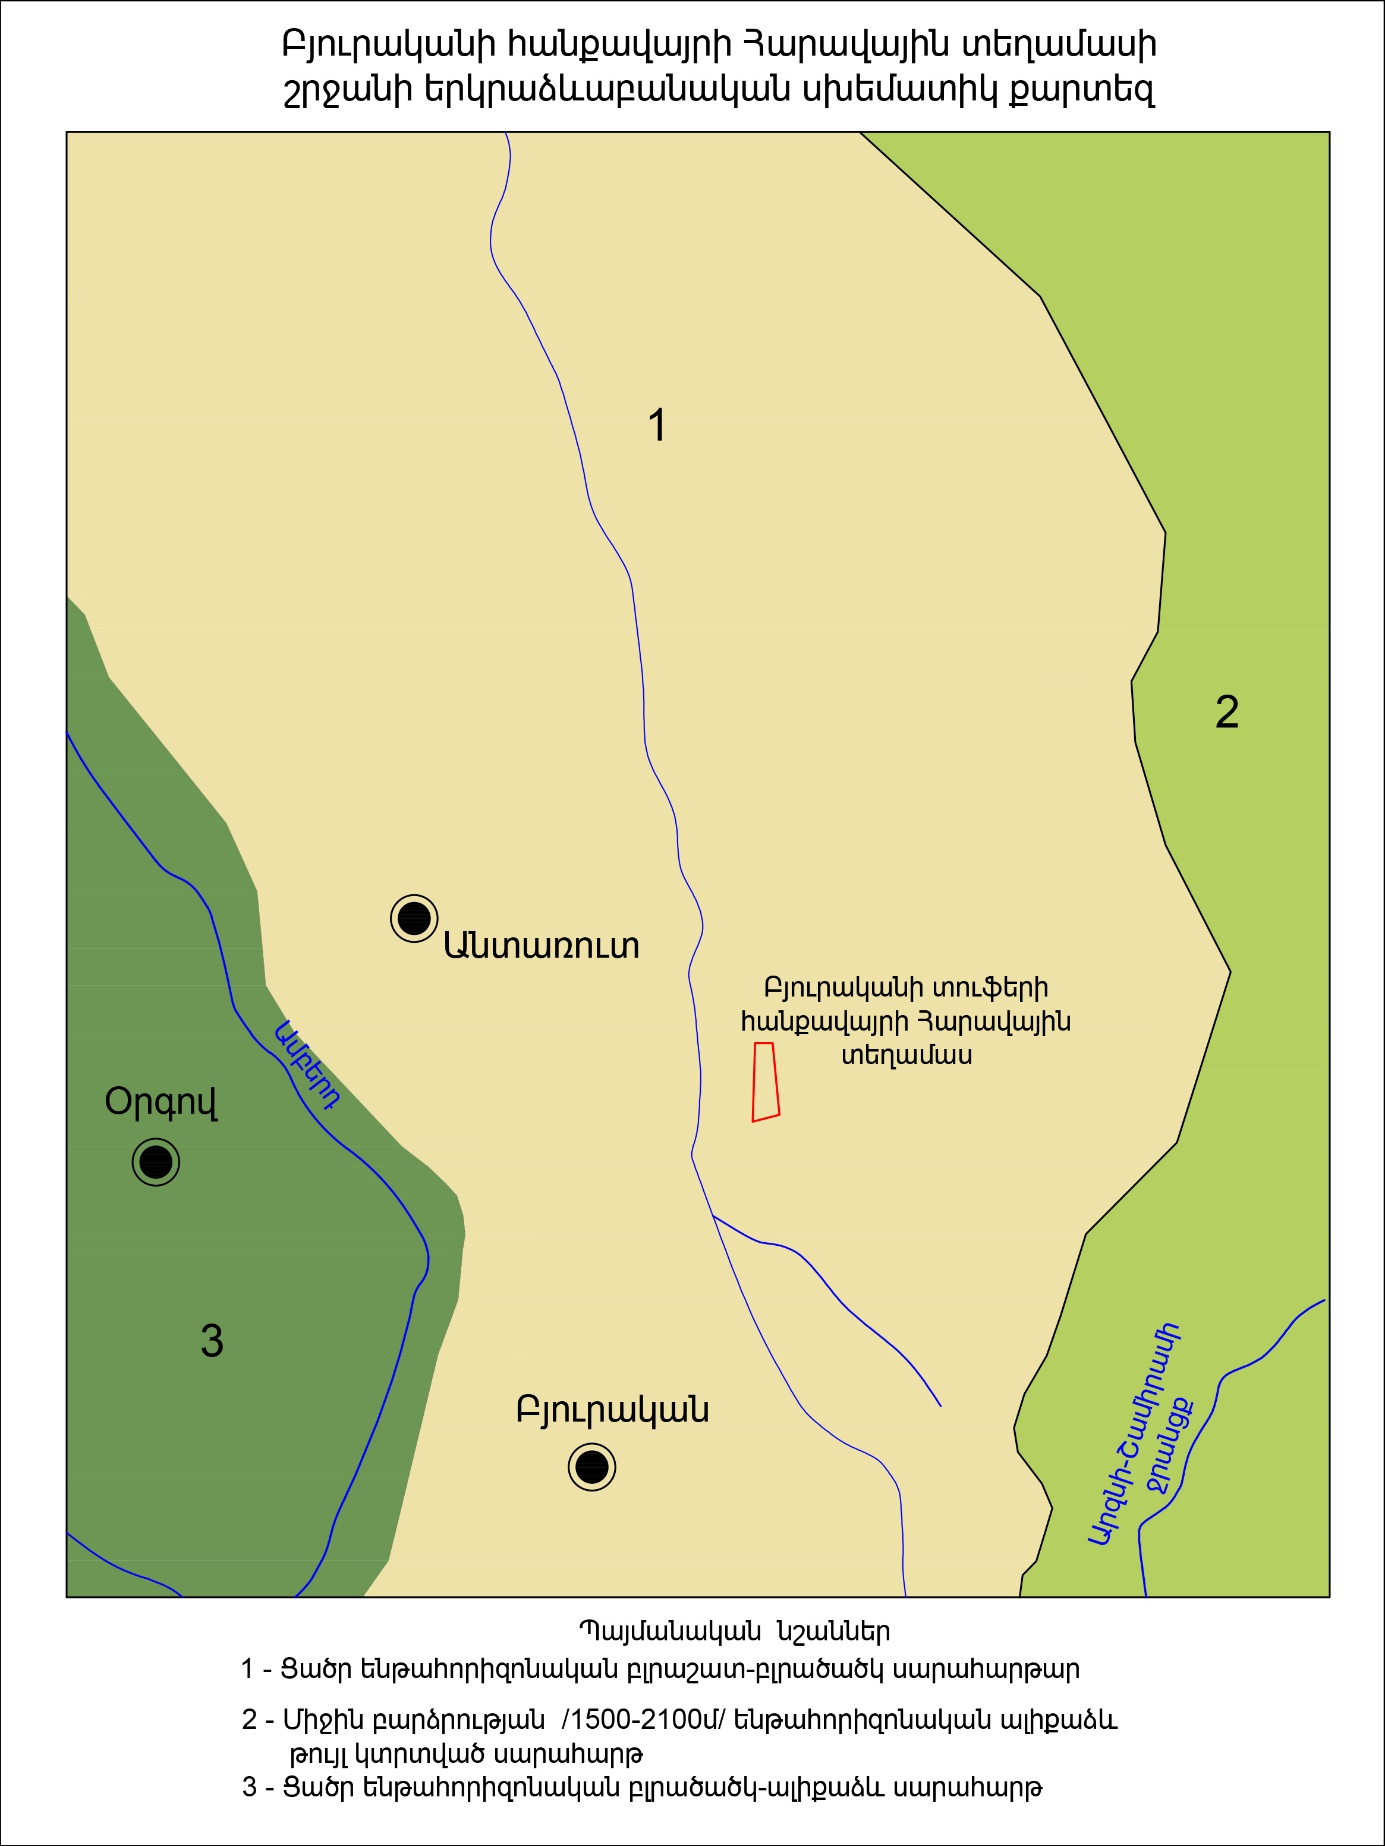 Բյուրականի հանքավայրի Հարավային տեղամասի
շրջանի երկրաձևաբանական սխեմատիկ քարտեզ
1
2
Անտառուտ
Բյուրականի տուֆերի
հանքավայրի Հարավային
տեղամաս
Ամբերդ
Օրգով
3
Արզնի-Շամիրամի
ջրանցք
Բյուրական
Պայմանական նշաններ
1 - Ցածր ենթահորիզոնական բլրաշատ-բլրածածկ սարահարթար
2 - Միջին բարձրության /1500-2100մ/ ենթահորիզոնական ալիքաձև
թույլ կտրտված սարահարթ
3 - Ցածր ենթահորիզոնական բլրածածկ-ալիքաձև սարահարթ